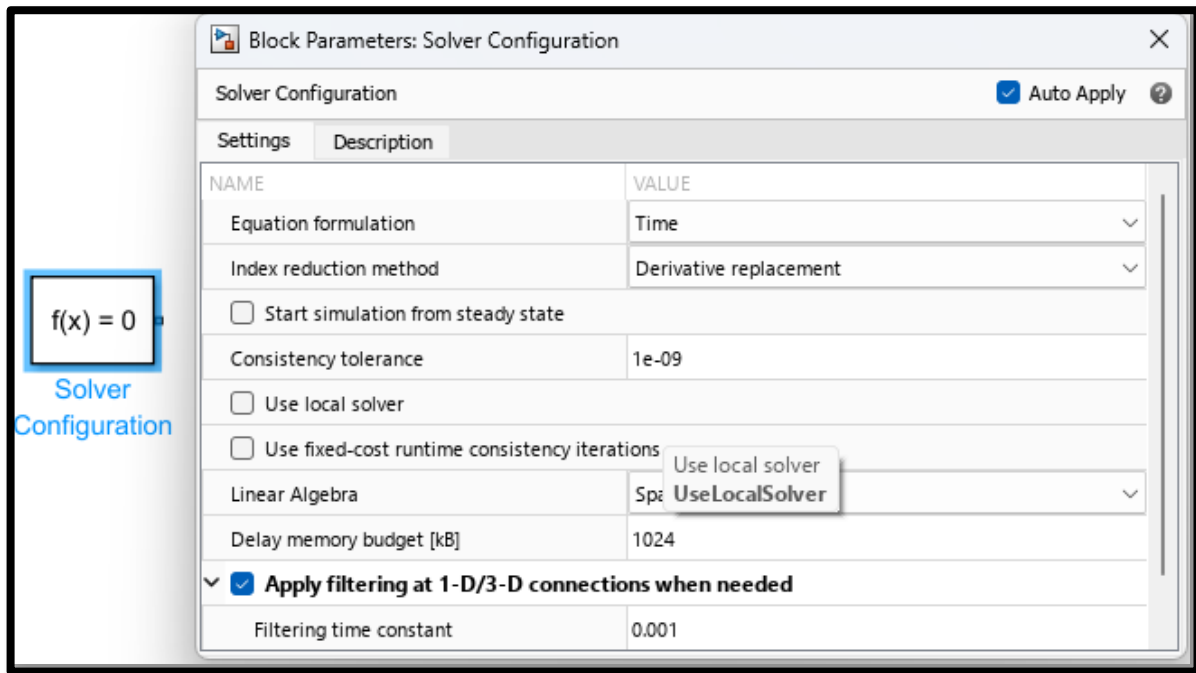 Block Parameters: Solver Configuration
Solver Configuration
Auto Apply
Settings
Description
NAME
VALUE
Equation formulation
Time
Index reduction method
Derivative replacement
Start simulation from steady state
Consistency tolerance
1e-09
Use local solver
Use fixed-cost runtime consistency iterations
Use local solver
UseLocalSolver
Linear Algebra
Delay memory budget [kB]
1024
Apply filtering at 1-D/3-D connections when needed
Filtering time constant
0.001
f(x) = 0
Solver
Configuration